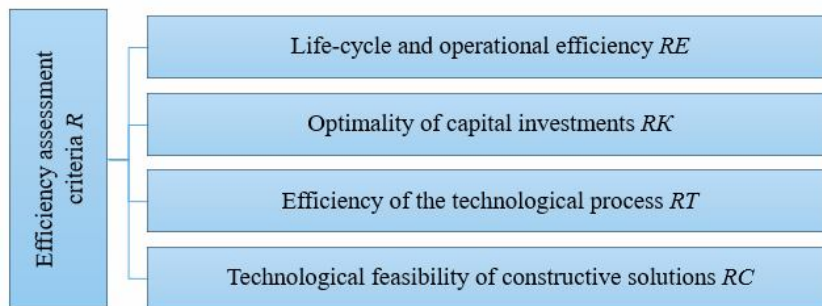 Efficiency assessment
criteria R
Life-cycle and operational efficiency RE
Optimality of capital investments RK
Efficiency of the technological process RT
Technological feasibility of constructive solutions RC